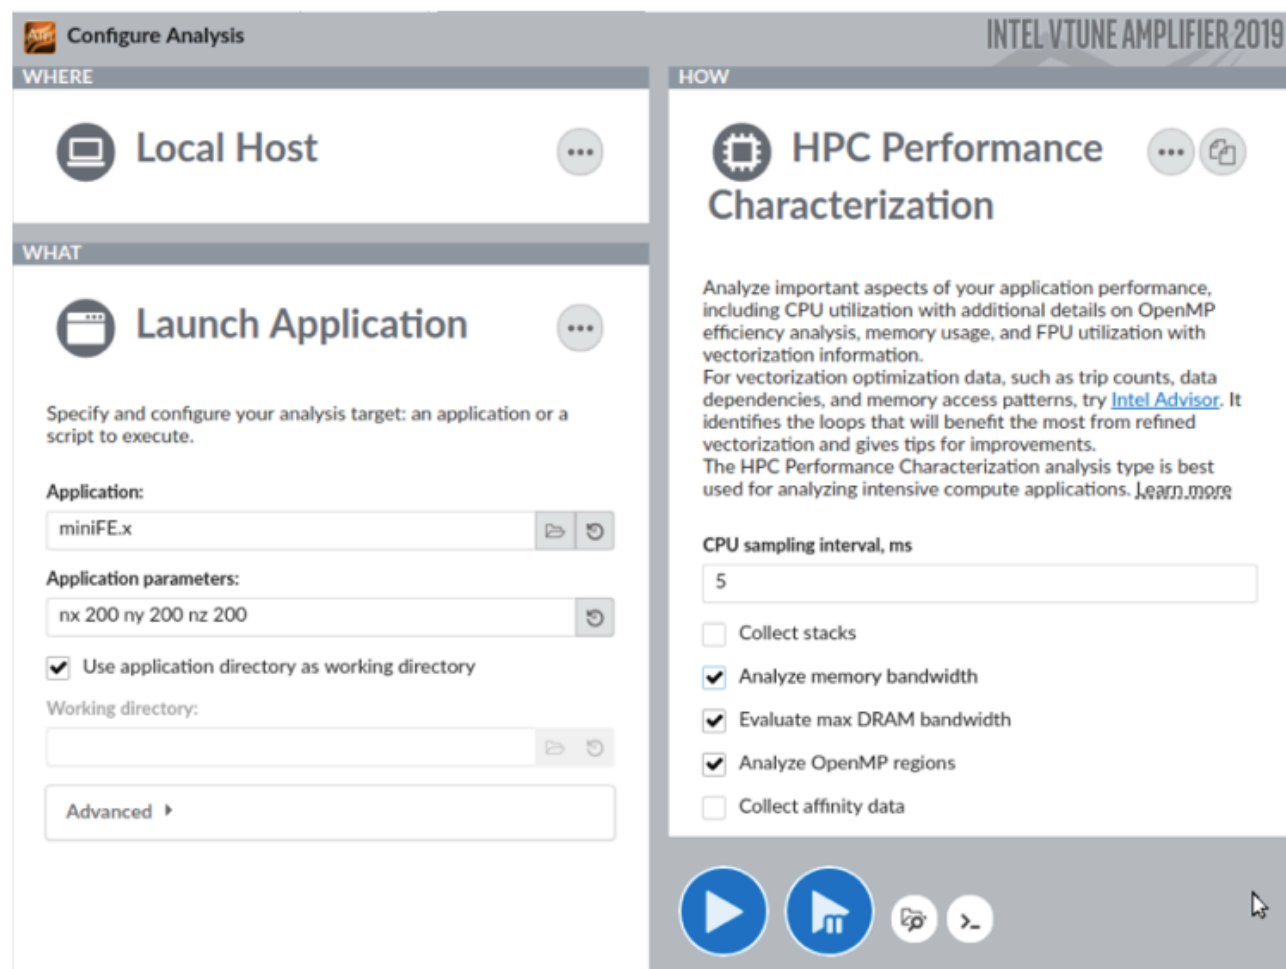 Configure Analysis
INTEL VTUNE AMPLIFIER 2019
WHERE
Local Host
WHAT
Launch Application
Specify and configure your analysis target: an application or a
script to execute.
Application:
miniFE.x
Application parameters:
nx 200 ny 200 nz 200
Use application directory as working directory
Working directory:
Advanced
HOW
HPC Performance
Characterization
Analyze important aspects of your application performance,
including CPU utilization with additional details on OpenMP
efficiency analysis, memory usage, and FPU utilization with
vectorization information.
For vectorization optimization data, such as trip counts, data
dependencies, and memory access patterns, try Intel Advisor. It
identifies the loops that will benefit the most from refined
vectorization and gives tips for improvements.
The HPC Performance Characterization analysis type is best
used for analyzing intensive compute applications. Learn more
CPU sampling interval, ms
5
Collect stacks
Analyze memory bandwidth
Evaluate max DRAM bandwidth
Analyze OpenMP regions
Collect affinity data